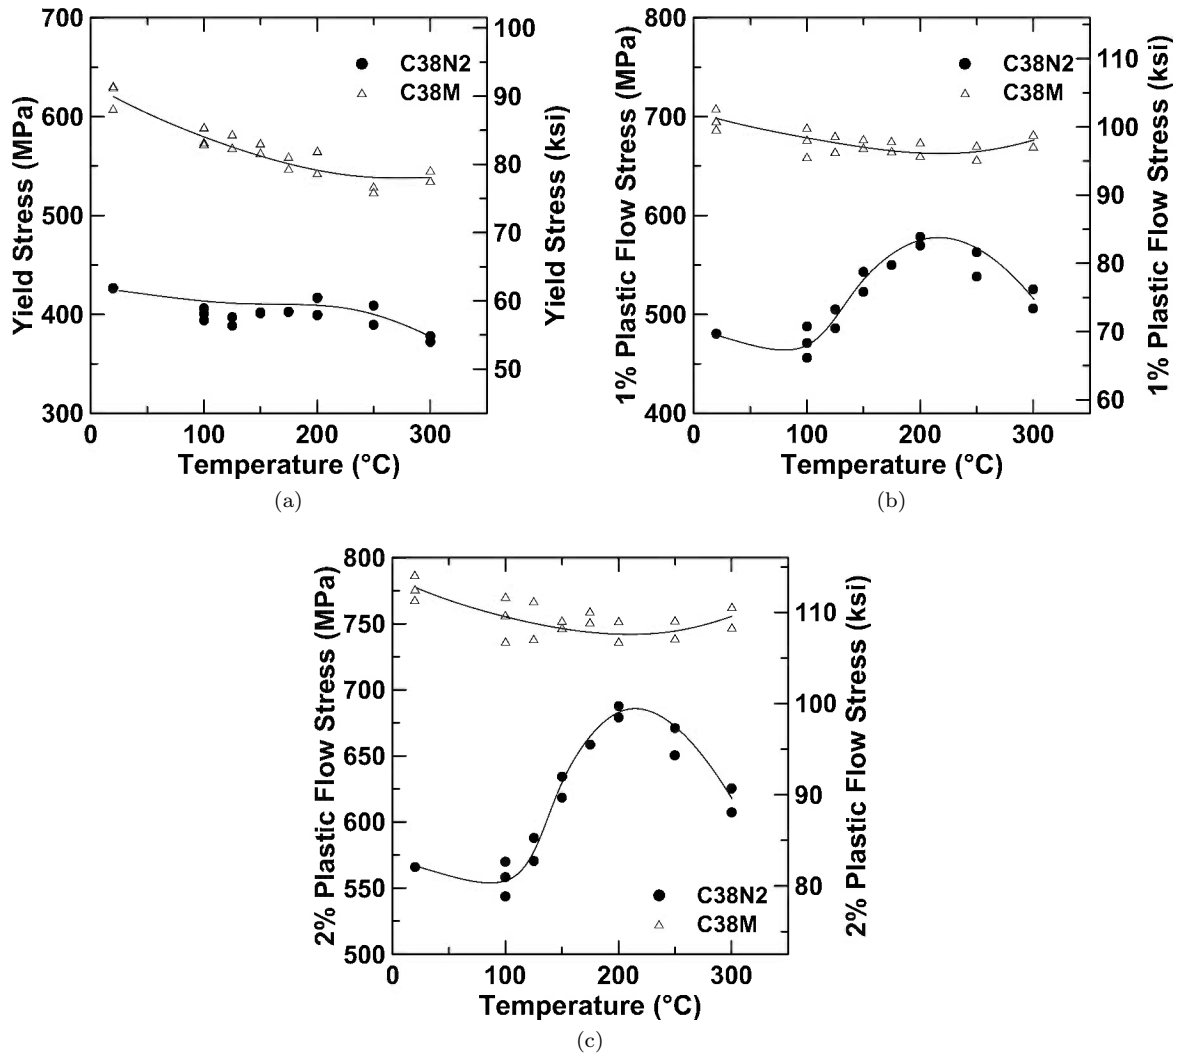 800
700
600
500
400
300
100
90
80
70
60
50
0
100
200
300
Yield Stress (MPa)
Yield Stress (ksi)
C38N2
C38M
Temperature (°C)
(a)
800
700
600
500
400
110
100
90
80
70
60
0
100
200
300
1% Plastic Flow Stress (MPa)
1% Plastic Flow Stress (ksi)
C38N2
C38M
Temperature (°C)
(b)
800
750
700
650
600
550
500
110
100
90
80
0
100
200
300
2% Plastic Flow Stress (MPa)
2% Plastic Flow Stress (ksi)
C38N2
C38M
Temperature (°C)
(c)